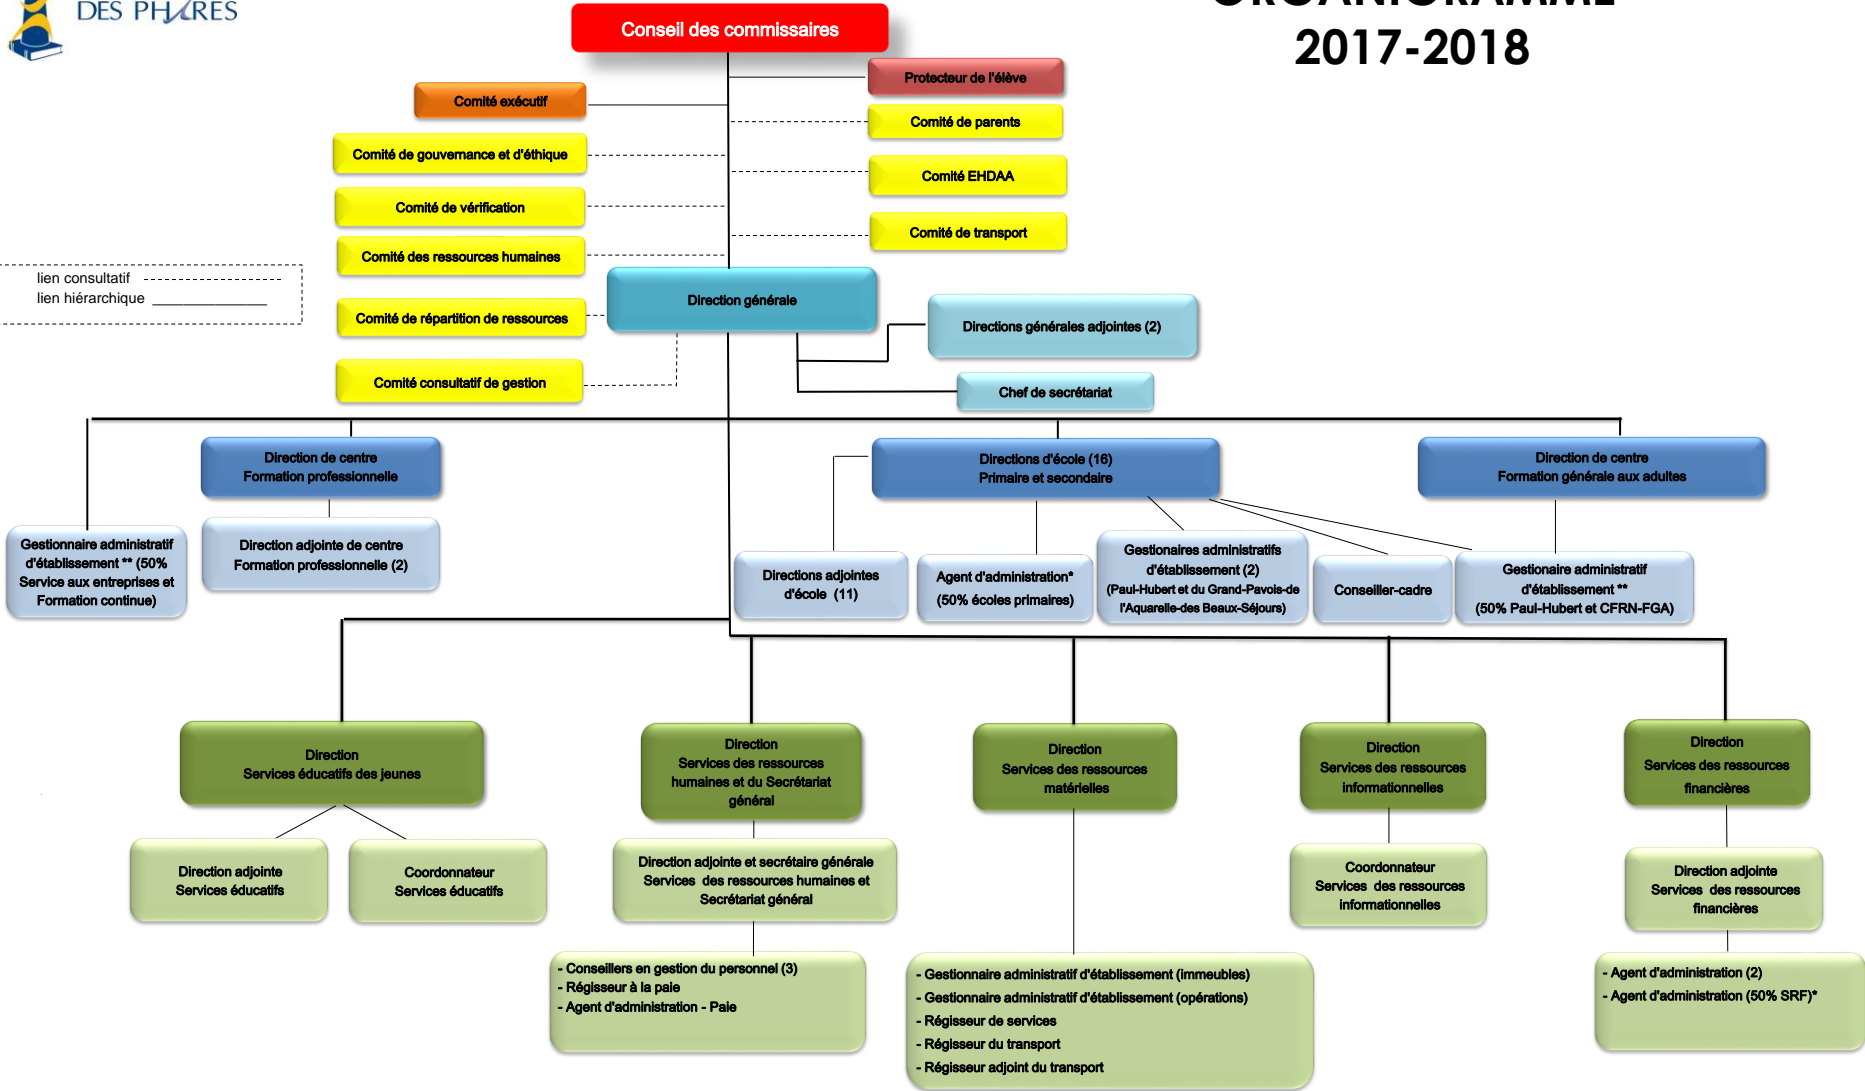 DES PHARES
ORGANIGRAMME
2017-2018
Conseil des commissaires
Protecteur de l'élève
Comité exécutif
Comité de parents
Comité de gouvernance et d'éthique
Comité EHDAA
Comité de vérification
Comité de transport
Comité des ressources humaines
lien consultatif
lien hiérarchique
Direction générale
Comité de répartition de ressources
Directions générales adjointes (2)
Comité consultatif de gestion
Chef de secrétariat
Direction de centre
Formation professionnelle
Directions d'école (16)
Primaire et secondaire
Direction de centre
Formation générale aux adultes
Gestionnaire administratif
d'établissement ** (50%
Service aux entreprises et
Formation continue)
Direction adjointe de centre
Formation professionnelle (2)
Directions adjointes
d'école (11)
Agent d'administration*
(50% écoles primaires)
Gestionaires administratifs
d'établissement (2)
(Paul-Hubert et du Grand-Pavois-de
l'Aquarelle-des Beaux-Séjours)
Conseiller-cadre
Gestionaire administratif
d'établissement **
(50% Paul-Hubert et CFRN-FGA)
Direction
Services éducatifs des jeunes
Direction
Services des ressources
humaines et du Secrétariat
général
Direction
Services des ressources
matérielles
Direction
Services des ressources
informationnelles
Direction
Services des ressources
financières
Direction adjointe
Services éducatifs
Coordonnateur
Services éducatifs
Direction adjointe et secrétaire générale
Services des ressources humaines et
Secrétariat général
Coordonnateur
Services des ressources
informationnelles
Direction adjointe
Services des ressources
financières
- Conseillers en gestion du personnel (3)
- Régisseur à la paie
- Agent d'administration - Paie
- Gestionnaire administratif d'établissement (immeubles)
- Gestionnaire administratif d'établissement (opérations)
- Régisseur de services
- Régisseur du transport
- Régisseur adjoint du transport
- Agent d'administration (2)
- Agent d'administration (50% SRF)*